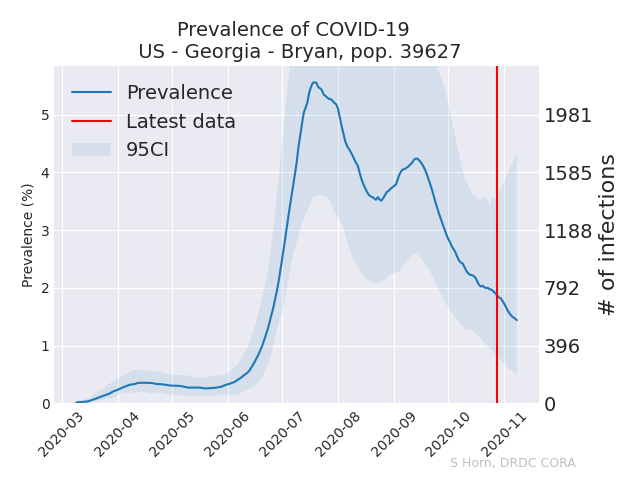 Prevalence of COVID-19
US - Georgia - Bryan, pop. 39627
Prevalence
Latest data
95CI
Prevalence (%)
5
4
3
2
1
0
1981
1585
1188
792
396
0
# of infections
2020-03
2020-04
2020-05
2020-06
2020-07
2020-08
2020-09
2020-10
2020-11
S Horn, DRDC CORA